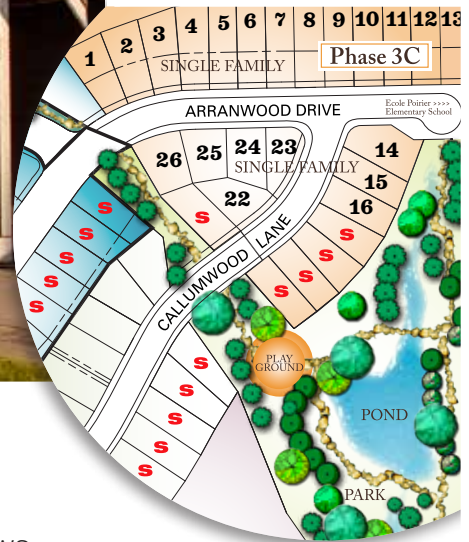 1 2 3 4 5 6 7 8 9 10 11 12 13
SINGLE FAMILY
Phase 3C
ARRANWOOD DRIVE
Ecole Poirier >>>>
Elementary School
26 25 24 23
SINGLE FAMILY
14
15
16
22
S
S
S
S
S
S
S
S
S
CALLUMWOOD LANE
S
S
S
S
PLAY
GROUND
POND
PARK